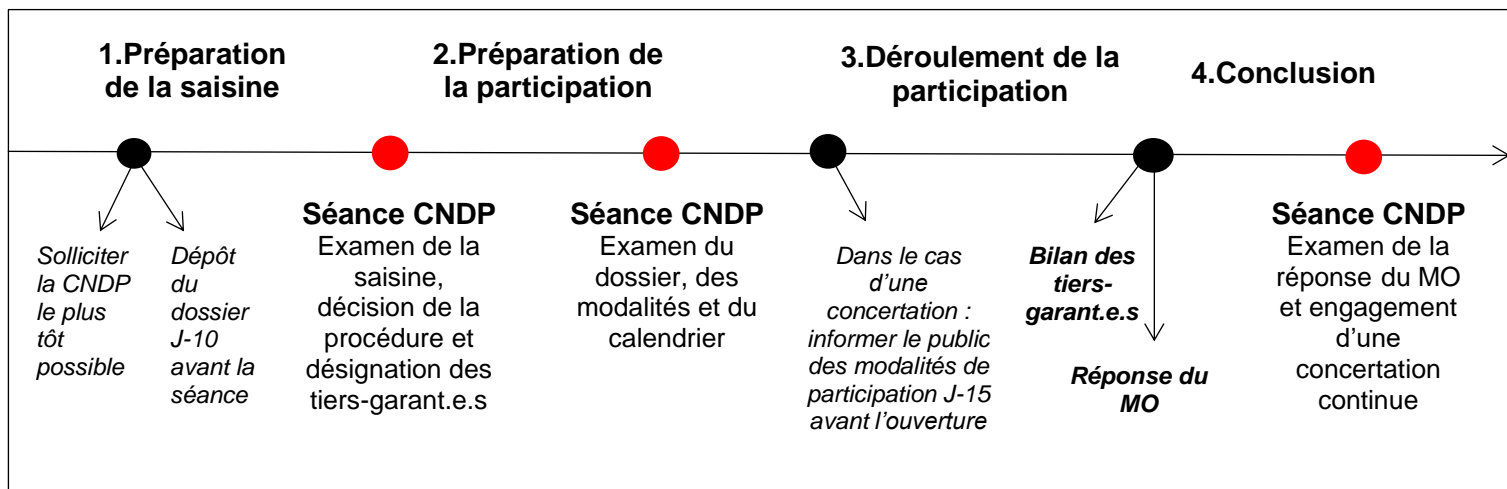 1.Préparation
de la saisine
2.Préparation de
la participation
3.Déroulement de la
participation
4.Conclusion
Solliciter
la CNDP
le plus
tôt
possible
Dépôt
du
dossier
J-10
avant la
séance
Séance CNDP
Examen de la
saisine,
décision de la
procédure et
désignation des
tiers-garant.e.s
Séance CNDP
Examen du
dossier, des
modalités et du
calendrier
Dans le cas
d’une
concertation :
informer le public
des modalités de
participation J-15
avant l’ouverture
Bilan des
tiers-
garant.e.s
Réponse du
MO
Séance CNDP
Examen de la
réponse du MO
et engagement
d’une
concertation
continue